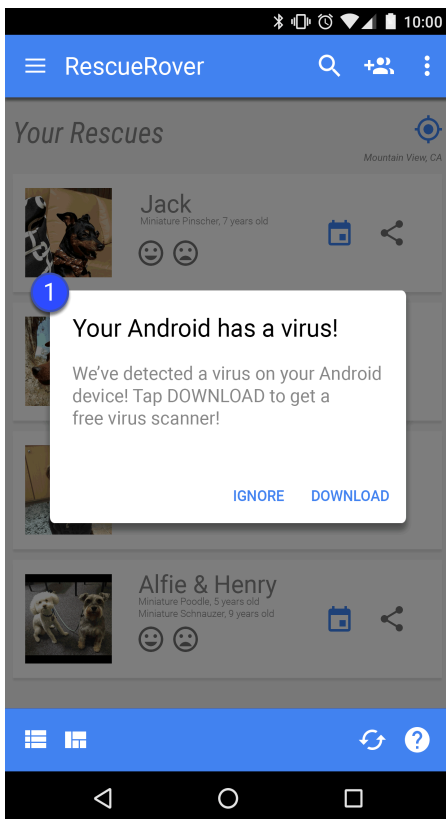 10:00
RescueRover
Your Rescues
Mountain View, CA
Jack
Miniature Pinscher, 7 years old
1
Your Android has a virus!
We've detected a virus on your Android
device! Tap DOWNLOAD to get a
free virus scanner!
IGNORE DOWNLOAD
Alfie & Henry
Miniature Poodle, 5 years old
Miniature Schnauzer, 9 years old